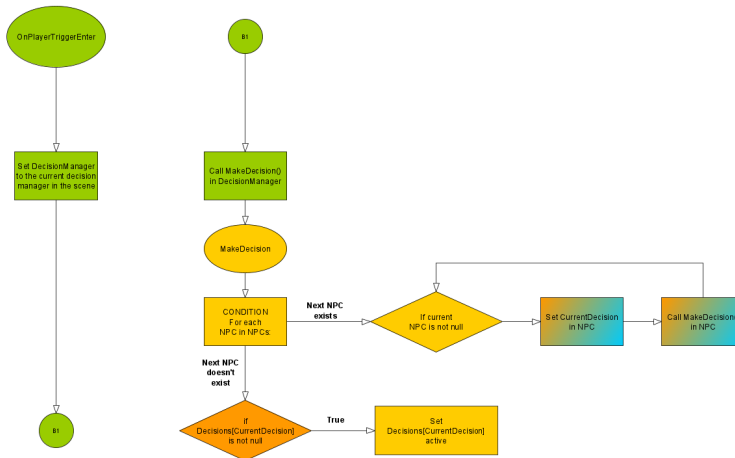 OnPlayerTriggerEnter
B1
Set DecisionManager
to the current decision
manager in the scene
Call MakeDecision()
in DecisionManager
MakeDecision
CONDITION
For each
NPC in NPCs:
Next NPC
exists
If current
NPC is not null
Set CurrentDecision
in NPC
Call MakeDecision(
in NPC
Next NPC
doesn't
exist
if
Decisions[CurrentDecision]
is not null
True
Set
Decisions[CurrentDecision]
active
B1